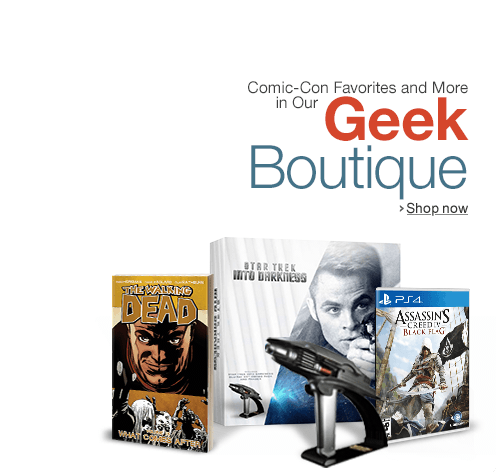 Comic-Con Favorites and More
in Our
Geek
Boutique
› Shop now
STAR TREK
INTO DARKNESS
THE WALKING
DEAD
WHAT COMES AFTER
PS4
ASSASSIN'S
CREED IV
BLACK FLAG